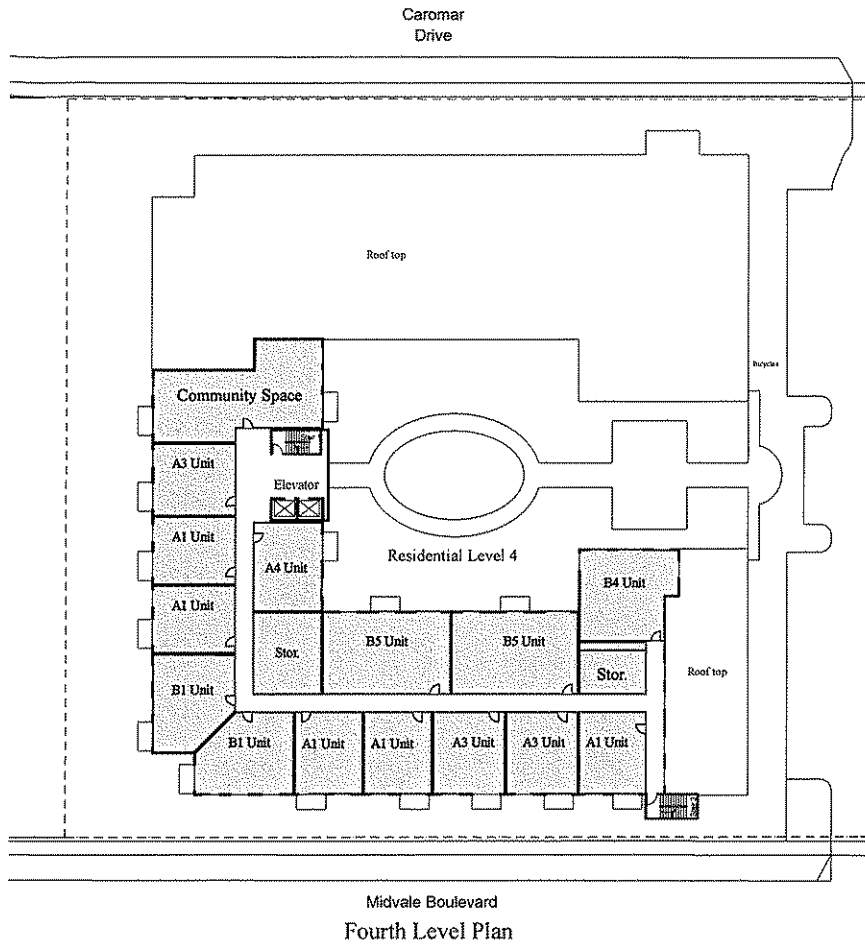 Caromar
Drive
Roof top
Bicycles
Community Space
A3 Unit
Elevator
A1 Unit
A4 Unit
Residential Level 4
B4 Unit
A1 Unit
B5 Unit
B5 Unit
Stor.
Stor.
Roof top
B1 Unit
B1 Unit
A1 Unit
A1 Unit
A3 Unit
A3 Unit
A1 Unit
Midvale Boulevard
Fourth Level Plan